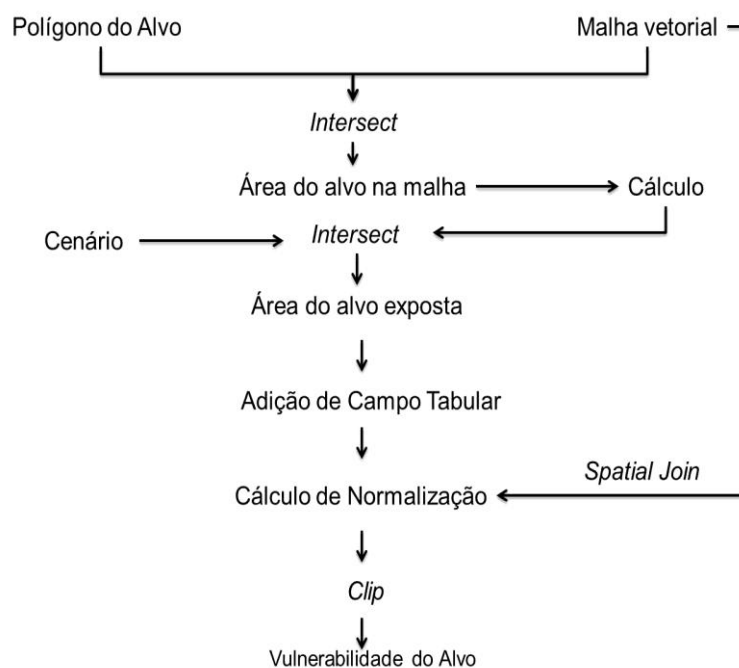 Polígono do Alvo
Malha vetorial
Intersect
Área do alvo na malha
Cálculo
Cenário
Intersect
Área do alvo exposta
Adição de Campo Tabular
Spatial Join
Cálculo de Normalização
Clip
Vulnerabilidade do Alvo